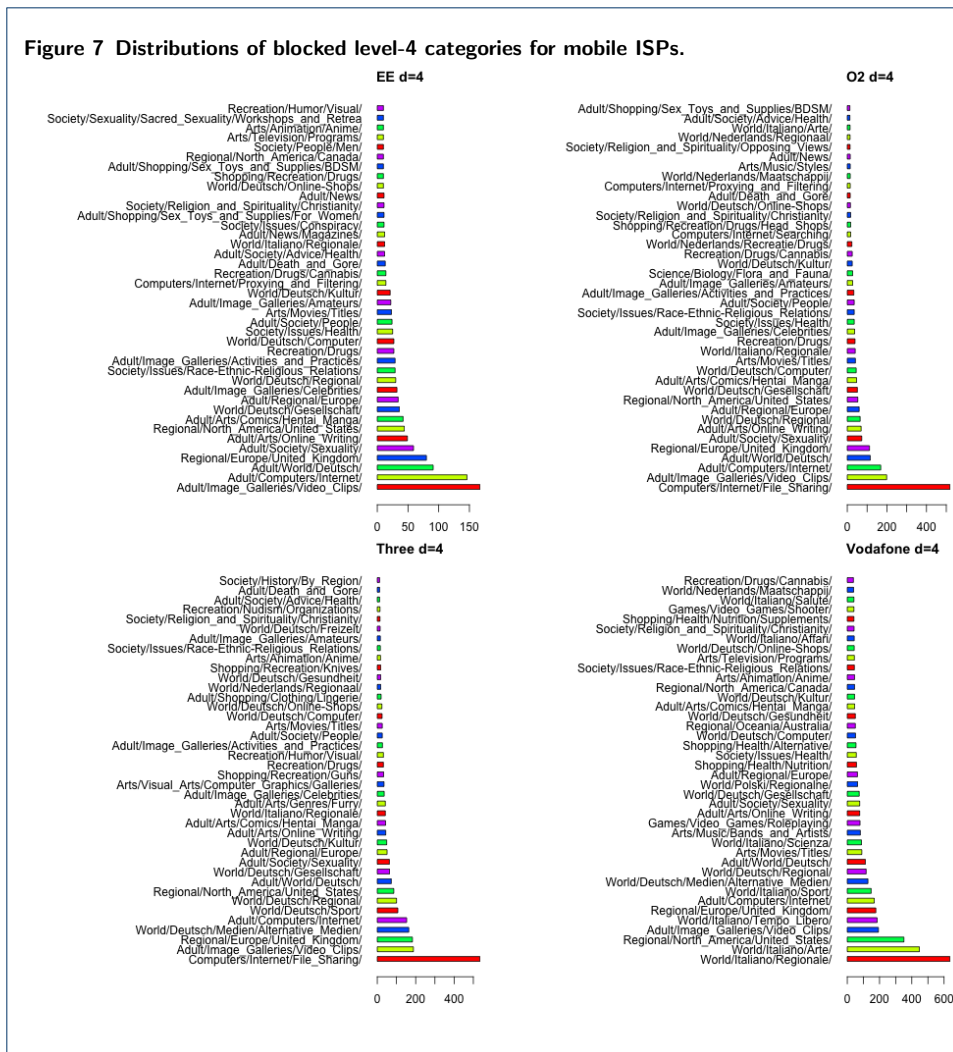 Figure 7 Distributions of blocked level-4 categories for mobile ISPs.
EE d=4
Recreation/Humor/Visual/
Society/Sexuality/Sacred_Sexuality/Workshops_and_Retrea
Arts/Animation/Anime/
Arts/Television/Programs/
Society/People/Men/
Regional/North_America/Canada/
Adult/Shopping/Sex_Toys_and_Supplies/BDSM/
Shopping/Recreation/Drugs/
World/Deutsch/Online-Shops/
Adult/News/
Society/Religion_and_Spirituality/Christianity/
Adult/Shopping/Sex_Toys_and_Supplies/For_Women/
Society/Issues/Conspiracy/
Adult/News/Magazines/
World/Italiano/Regionale/
Adult/Society/Advice/Health/
Adult/Death_and_Gore/
Recreation/Drugs/Cannabis/
Computers/Internet/Proxying_and_Filtering/
World/Deutsch/Kultur/
Adult/Image_Galleries/Amateurs/
Arts/Movies/Titles/
Adult/Society/People/
Society/Issues/Health/
World/Deutsch/Computer/
Recreation/Drugs/
Adult/Image_Galleries/Activities_and_Practices/
Society/Issues/Race-Ethnic-Religious_Relations/
World/Deutsch/Regional/
Adult/Image_Galleries/Celebrities/
Adult/Regional/Europe/
World/Deutsch/Gesellschaft/
Adult/Arts/Comics/Hentai_Manga/
Regional/North_America/United_States/
Adult/Arts/Online_Writing/
Adult/Society/Sexuality/
Regional/Europe/United_Kingdom/
Adult/World/Deutsch/
Adult/Computers/Internet/
Adult/Image_Galleries/Video_Clips/
0 50 100 150
O2 d=4
Adult/Shopping/Sex_Toys_and_Supplies/BDSM/
Adult/Society/Advice/Health/
World/Italiano/Arte/
World/Nederlands/Regionaal/
Society/Religion_and_Spirituality/Opposing_Views/
Adult/News/
Arts/Music/Styles/
World/Nederlands/Maatschappij/
Computers/Internet/Proxying_and_Filtering/
Adult/Death_and_Gore/
World/Deutsch/Online-Shops/
Society/Religion_and_Spirituality/Christianity/
Shopping/Recreation/Drugs/Head_Shops/
Computers/Internet/Searching/
World/Nederlands/Recreatie/Drugs/
Recreation/Drugs/Cannabis/
World/Deutsch/Kultur/
Science/Biology/Flora_and_Fauna/
Adult/Image_Galleries/Amateurs/
Adult/Image_Galleries/Activities_and_Practices/
Adult/Society/People/
Society/Issues/Race-Ethnic-Religious_Relations/
Society/Issues/Health/
Adult/Image_Galleries/Celebrities/
Recreation/Drugs/
World/Italiano/Regionale/
Arts/Movies/Titles/
World/Deutsch/Computer/
Adult/Arts/Comics/Hentai_Manga/
World/Deutsch/Gesellschaft/
Regional/North_America/United_States/
Adult/Regional/Europe/
World/Deutsch/Regional/
Adult/Arts/Online_Writing/
Adult/Society/Sexuality/
Regional/Europe/United_Kingdom/
Adult/World/Deutsch/
Adult/Computers/Internet/
Adult/Image_Galleries/Video_Clips/
Computers/Internet/File_Sharing/
0 200 400
Three d=4
Society/History/By_Region/
Adult/Death_and_Gore/
Adult/Society/Advice/Health/
Recreation/Nudism/Organizations/
Society/Religion_and_Spirituality/Christianity/
World/Deutsch/Freizeit/
Adult/Image_Galleries/Amateurs/
Society/Issues/Race-Ethnic-Religious_Relations/
Arts/Animation/Anime/
Shopping/Recreation/Knives/
World/Deutsch/Gesundheit/
World/Nederlands/Regionaal/
Adult/Shopping/Clothing/Lingerie/
World/Deutsch/Online-Shops/
World/Deutsch/Computer/
Arts/Movies/Titles/
Adult/Society/People/
Adult/Image_Galleries/Activities_and_Practices/
Recreation/Humor/Visual/
Recreation/Drugs/
Shopping/Recreation/Guns/
Arts/Visual_Arts/Computer_Graphics/Galleries/
Adult/Image_Galleries/Celebrities/
Adult/Arts/Genres/Furry/
World/Italiano/Regionale/
Adult/Arts/Comics/Hentai_Manga/
Adult/Arts/Online_Writing/
World/Deutsch/Kultur/
Adult/Regional/Europe/
Adult/Society/Sexuality/
World/Deutsch/Gesellschaft/
Adult/World/Deutsch/
Regional/North_America/United_States/
World/Deutsch/Regional/
World/Deutsch/Sport/
Adult/Computers/Internet/
World/Deutsch/Medien/Alternative_Medien/
Regional/Europe/United_Kingdom/
Adult/Image_Galleries/Video_Clips/
Computers/Internet/File_Sharing/
0 200 400
Vodafone d=4
Recreation/Drugs/Cannabis/
World/Nederlands/Maatschappij/
World/Italiano/Salute/
Games/Video_Games/Shooter/
Shopping/Health/Nutrition/Supplements/
Society/Religion_and_Spirituality/Christianity/
World/Italiano/Affari/
World/Deutsch/Online-Shops/
Arts/Television/Programs/
Society/Issues/Race-Ethnic-Religious_Relations/
Arts/Animation/Anime/
Regional/North_America/Canada/
World/Deutsch/Kultur/
Adult/Arts/Comics/Hentai_Manga/
World/Deutsch/Gesundheit/
Regional/Oceania/Australia/
World/Deutsch/Computer/
Shopping/Health/Alternative/
Society/Issues/Health/
Shopping/Health/Nutrition/
Adult/Regional/Europe/
World/Polski/Regionalne/
World/Deutsch/Gesellschaft/
Adult/Society/Sexuality/
Adult/Arts/Online_Writing/
Games/Video_Games/Roleplaying/
Arts/Music/Bands_and_Artists/
World/Italiano/Scienza/
Arts/Movies/Titles/
Adult/World/Deutsch/
World/Deutsch/Regional/
World/Deutsch/Medien/Alternative_Medien/
World/Italiano/Sport/
Adult/Computers/Internet/
Regional/Europe/United_Kingdom/
World/Italiano/Tempo_Libero/
Adult/Image_Galleries/Video_Clips/
Regional/North_America/United_States/
World/Italiano/Arte/
World/Italiano/Regionale/
0 200 400 600